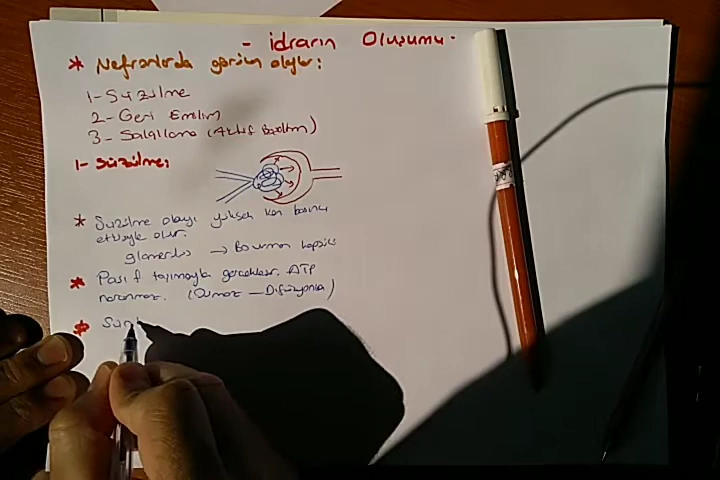 - idrarın Oluşumu.
* Nefronlarda görülen olaylar:
1- Süzülme
2- Geri Emilim
3- Salgılama (Aktif Boşaltım)
1- Süzülme:
* Süzülme olayı yüksek kan basıncı
etkisiyle olur.
glomerulus → Bowman kapsülü
* Pasif taşımayla gerçekleşir. ATP
harcanmaz. (Osmoz - Difüzyonla)
*